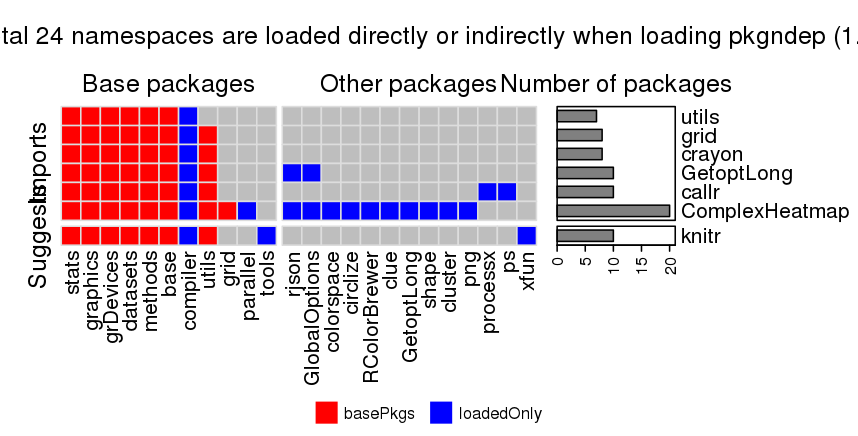 tal 24 namespaces are loaded directly or indirectly when loading pkgndep (1.
Base packages
Other packages
Number of packages
Imports
Suggests
utils
grid
crayon
GetoptLong
callr
ComplexHeatmap
knitr
stats
graphics
grDevices
datasets
methods
base
compiler
utils
grid
parallel
tools
rjson
GlobalOptions
colorspace
circlize
RColorBrewer
clue
GetoptLong
shape
cluster
png
processx
ps
xfun
0
5
10
15
20
basePkgs
loadedOnly